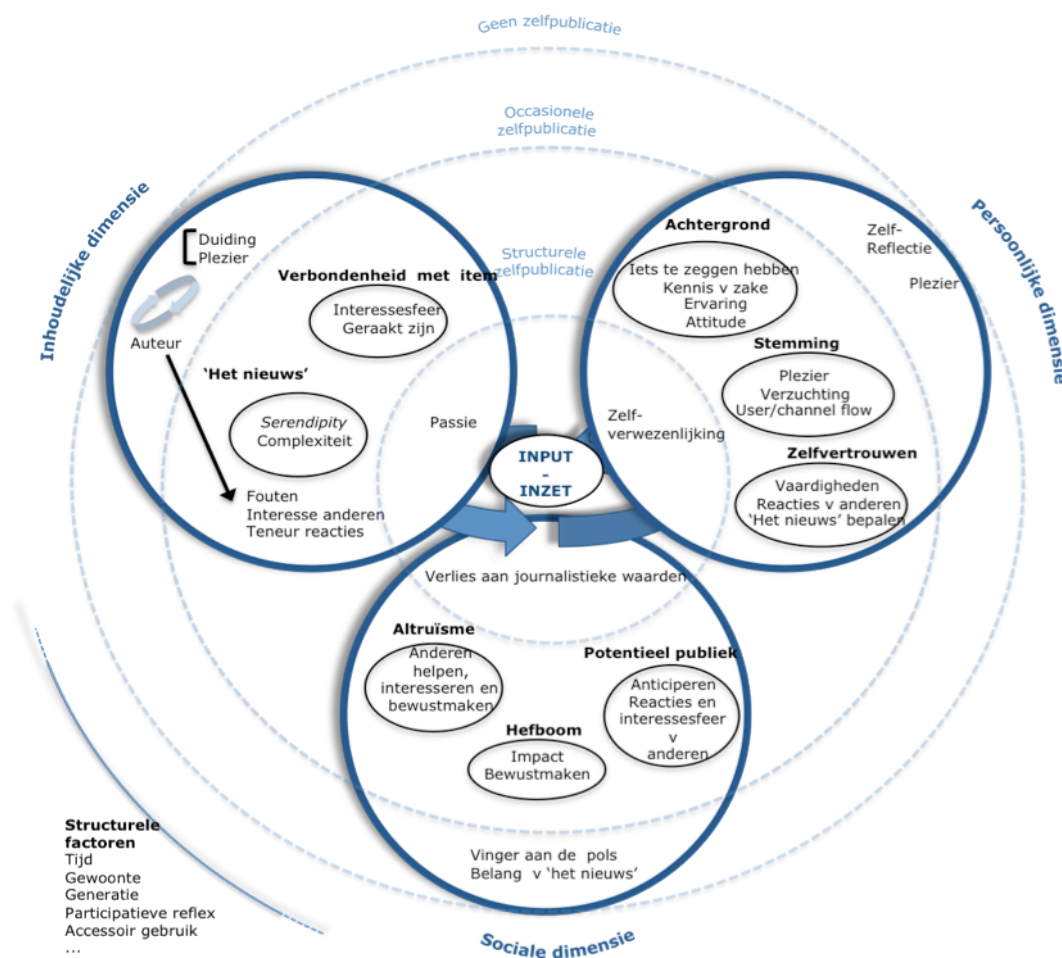 Geen zelfpublicatie
Occasionele
zelfpublicatie
Structurele
zelfpublicatie
Inhoudelijke dimensie
Duiding
Plezier
Auteur
Verbondenheid met item
Interessesfeer
Geraakt zijn
‘Het nieuws’
Serendipity
Complexiteit
Passie
Fouten
Interesse anderen
Teneur reacties
Persoonlijke dimensie
Achtergrond
Iets te zeggen hebben
Kennis v zake
Ervaring
Attitude
Zelf-
Reflectie
Plezier
Stemming
Plezier
Verzuchting
User/channel flow
Zelf-
verwezenlijking
Zelfvertrouwen
Vaardigheden
Reacties v anderen
‘Het nieuws’ bepalen
INPUT
-
INZET
Verlies aan journalistieke waarden
Altruïsme
Anderen
helpen,
interesseren en
bewustmaken
Potentieel publiek
Anticiperen
Reacties en
interessesfeer
v
anderen
Hefboom
Impact
Bewustmaken
Vinger aan de pols
Belang v ‘het nieuws’
Sociale dimensie
Structurele
factoren
Tijd
Gewoonte
Generatie
Participatieve reflex
Accessoir gebruik
...